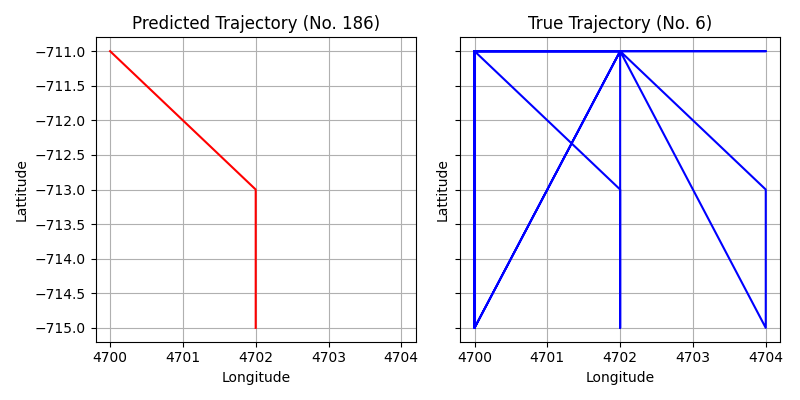 Predicted Trajectory (No. 186)
True Trajectory (No. 6)
−711.0
−711.5
−712.0
−712.5
−713.0
−713.5
−714.0
−714.5
−715.0
Lattitude
Lattitude
4700 4701 4702 4703 4704
4700 4701 4702 4703 4704
Longitude
Longitude